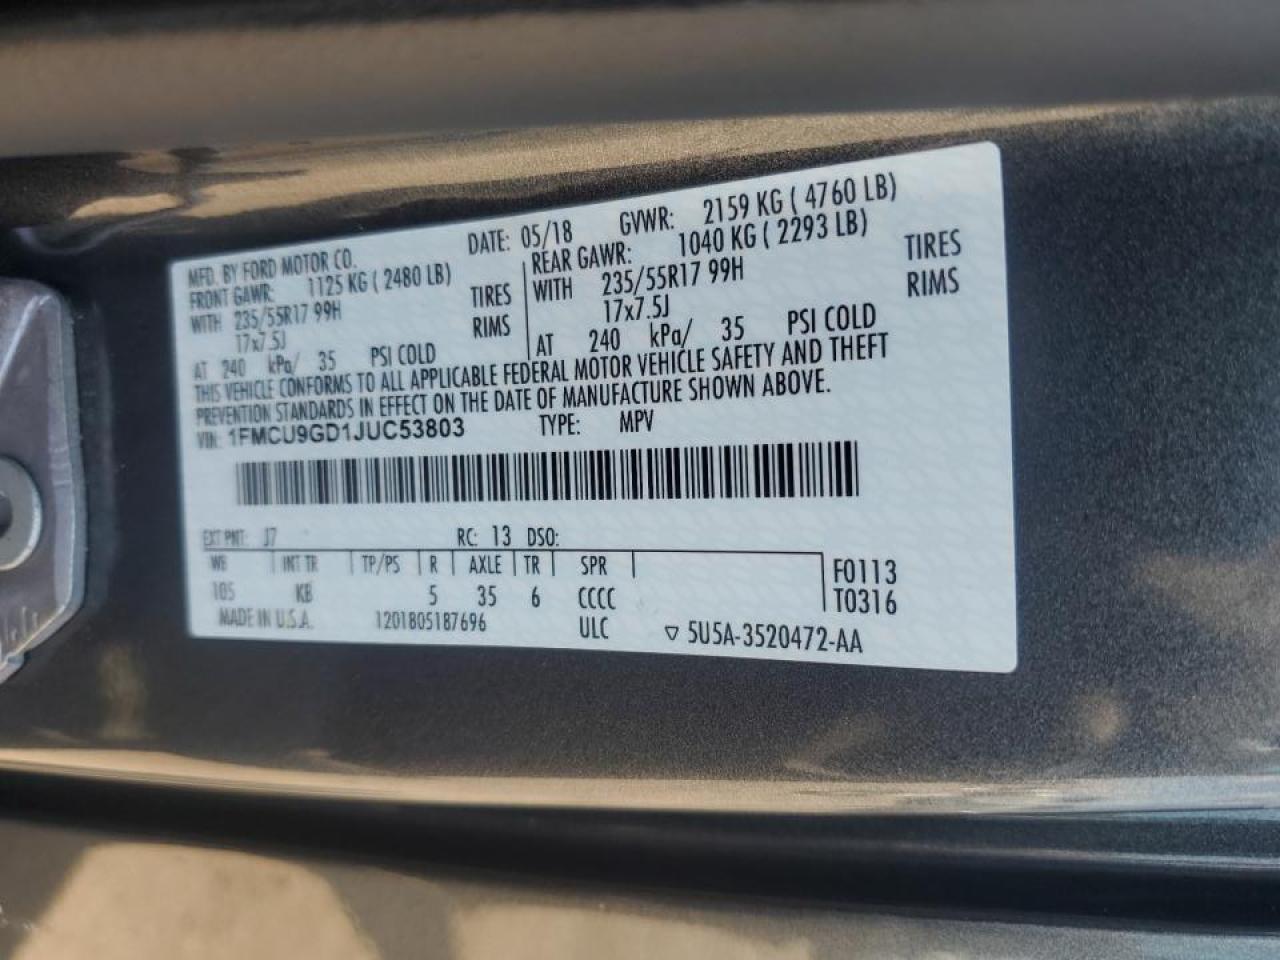 MFD. BY FORD MOTOR CO.
DATE: 05/18 GVWR: 2159 KG ( 4760 LB)
FRONT GAWR: 1125 KG ( 2480 LB)
WITH 235/55R17 99H TIRES
17x7.5J RIMS
AT 240 kPa/ 35 PSI COLD
REAR GAWR: 1040 KG ( 2293 LB)
WITH 235/55R17 99H TIRES
17x7.5J RIMS
AT 240 kPa/ 35 PSI COLD
THIS VEHICLE CONFORMS TO ALL APPLICABLE FEDERAL MOTOR VEHICLE SAFETY AND THEFT
PREVENTION STANDARDS IN EFFECT ON THE DATE OF MANUFACTURE SHOWN ABOVE.
VIN: 1FMCU9GD1JUC53803 TYPE: MPV
EXT PNT: J7 RC: 13 DSO:
WB INT TR TP/PS R AXLE TR SPR
105 KB 5 35 6 CCCC
F0113
T0316
MADE IN U.S.A. 1201805187696 ULC ▽ 5U5A-3520472-AA